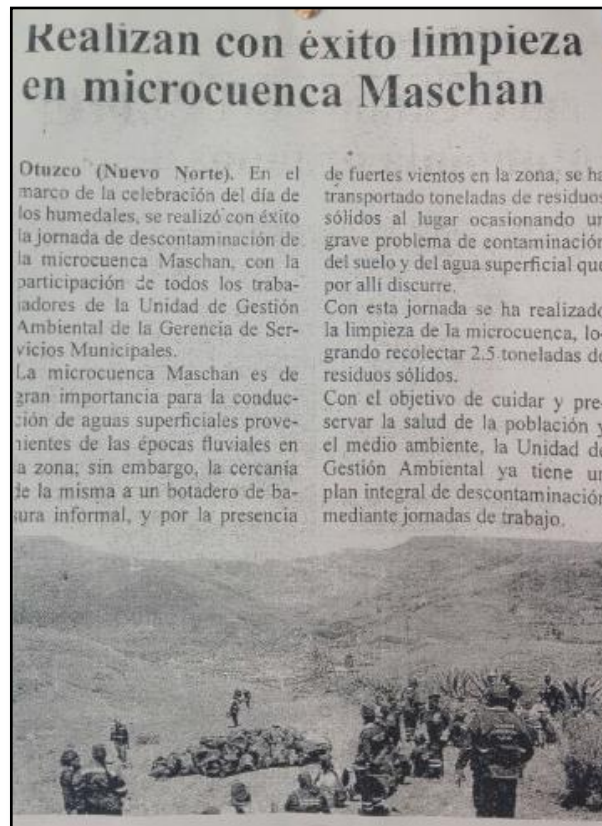 Realizan con éxito limpieza
en microcuenca Maschan
Otuzco (Nuevo Norte). En el
marco de la celebración del día de
los humedales, se realizó con éxito
la jornada de descontaminación de
la microcuenca Maschan, con la
participación de todos los traba-
jadores de la Unidad de Gestión
Ambiental de la Gerencia de Ser-
vicios Municipales.
La microcuenca Maschan es de
gran importancia para la conduc-
ción de aguas superficiales prove-
nientes de las épocas fluviales en
la zona; sin embargo, la cercanía
de la misma a un botadero de ba-
sura informal, y por la presencia
de fuertes vientos en la zona, se ha
transportado toneladas de residuos
sólidos al lugar ocasionando un
grave problema de contaminación
del suelo y del agua superficial que
por allí discurre.
Con esta jornada se ha realizado
la limpieza de la microcuenca, lo-
grando recolectar 2.5 toneladas de
residuos sólidos.
Con el objetivo de cuidar y pre-
servar la salud de la población y
el medio ambiente, la Unidad de
Gestión Ambiental ya tiene un
plan integral de descontaminación
mediante jornadas de trabajo.